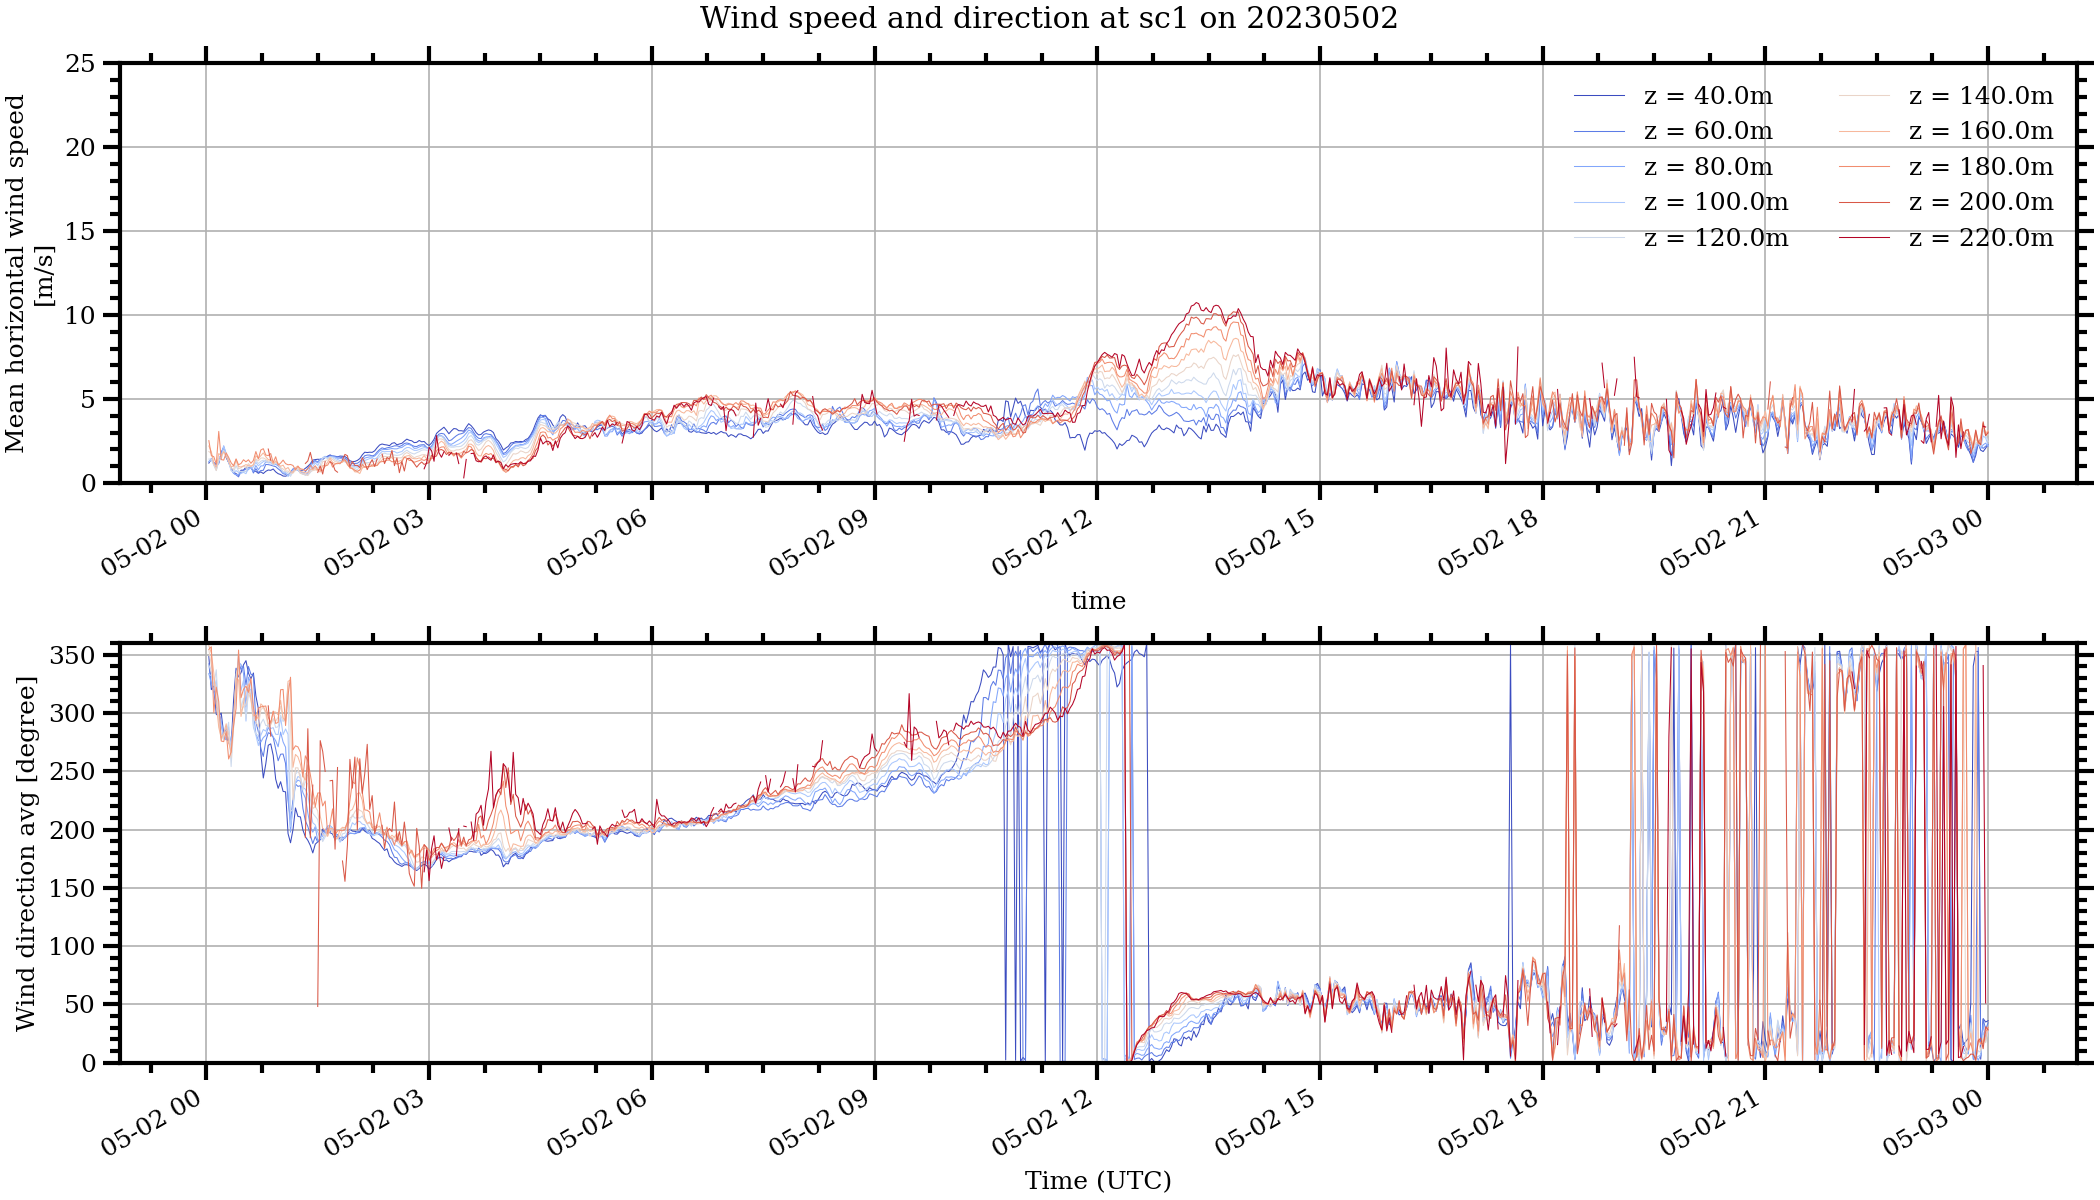 Wind speed and direction at sc1 on 20230502
Mean horizontal wind speed
[m/s]
25
20
15
10
5
0
z = 40.0m
z = 60.0m
z = 80.0m
z = 100.0m
z = 120.0m
z = 140.0m
z = 160.0m
z = 180.0m
z = 200.0m
z = 220.0m
05-02 00
05-02 03
05-02 06
05-02 09
05-02 12
05-02 15
05-02 18
05-02 21
05-03 00
time
Wind direction avg [degree]
350
300
250
200
150
100
50
0
05-02 00
05-02 03
05-02 06
05-02 09
05-02 12
05-02 15
05-02 18
05-02 21
05-03 00
Time (UTC)